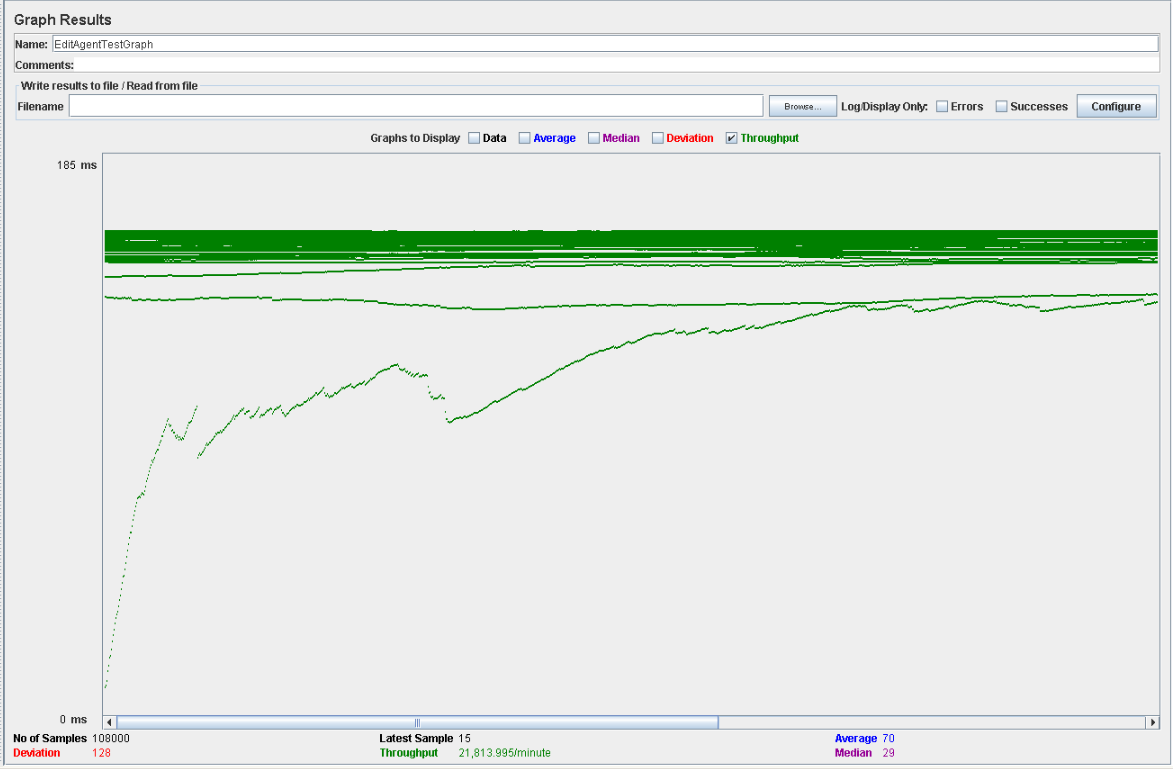 Graph Results
Name: EditAgentTestGraph
Comments:
Write results to file / Read from file
Filename Browse... Log/Display Only: Errors Successes Configure
Graphs to Display Data Average Median Deviation Throughput
185 ms
0 ms
No of Samples 108000 Latest Sample 15 Average 70
Deviation 128 Throughput 21,813.995/minute Median 29